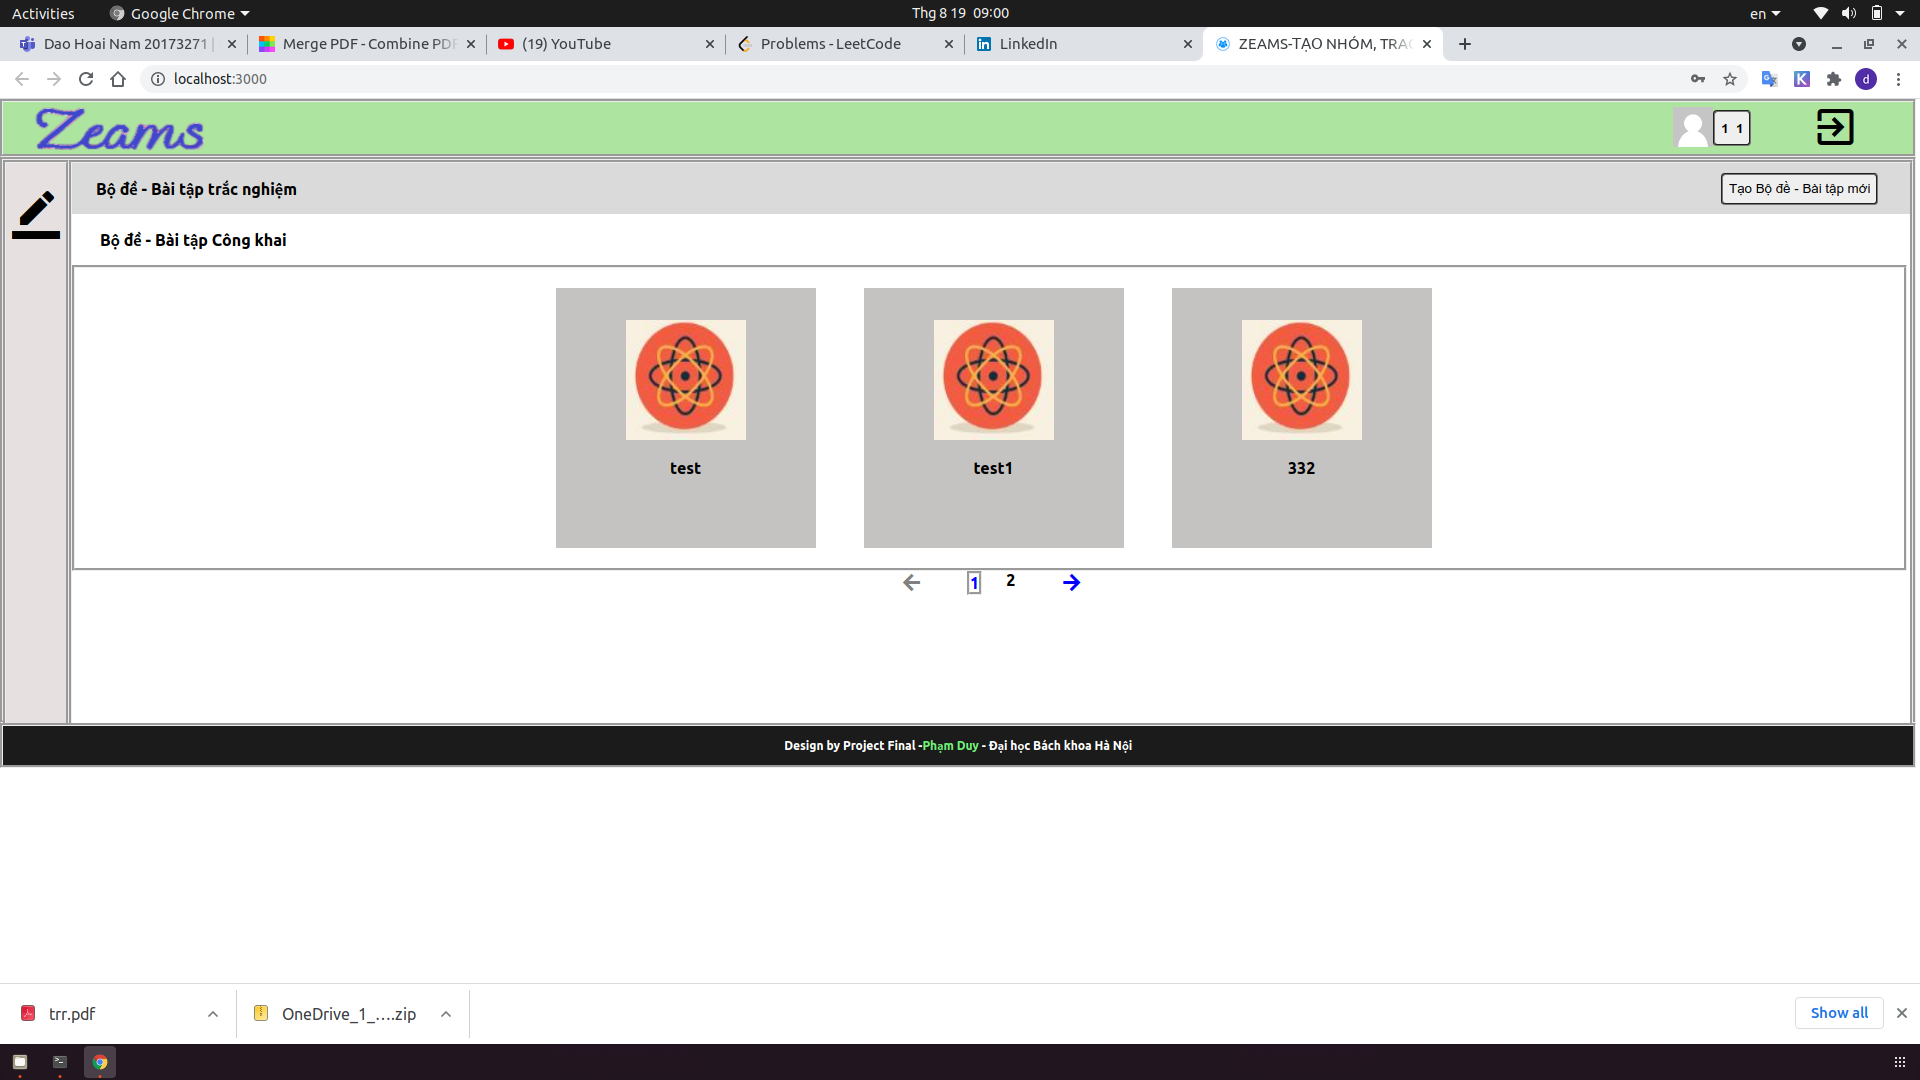 Activities
Google Chrome
Thg 8 19 09:00
en
Dao Hoai Nam 20173271 |
Merge PDF - Combine PDF
(19) YouTube
Problems - LeetCode
LinkedIn
ZEAMS-TẠO NHÓM, TRAC
localhost:3000
K
d
Zeams
1 1
Bộ đề - Bài tập trắc nghiệm
Tạo Bộ đề - Bài tập mới
Bộ đề - Bài tập Công khai
test
test1
332
1
2
Design by Project Final -Phạm Duy - Đại học Bách khoa Hà Nội
trr.pdf
OneDrive_1_....zip
Show all